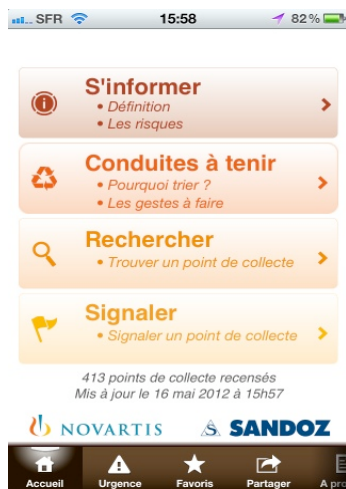 SFR 15:58 82%
S'informer
• Définition
• Les risques
Conduites à tenir
• Pourquoi trier ?
• Les gestes à faire
Rechercher
• Trouver un point de collecte
Signaler
• Signaler un point de collecte
413 points de collecte recensés
Mis à jour le 16 mai 2012 à 15h57
NOVARTIS SANDOZ
Accueil Urgence Favoris Partager A pro